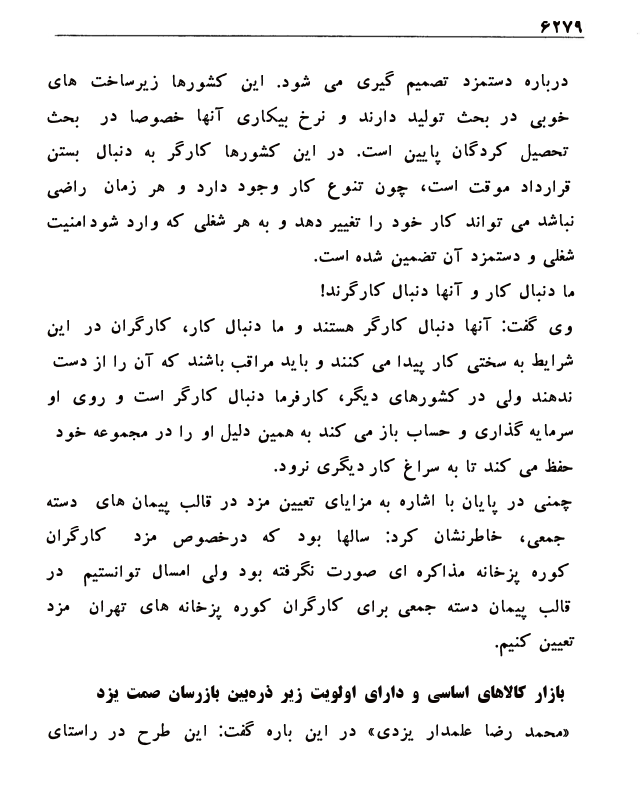 ۶۲۷۹
درباره دستمزد تصمیم گیری می شود. این کشورها زیرساخت های
خوبی در بحث تولید دارند و نرخ بیکاری آنها خصوصا در بحث
تحصیل کردگان پایین است. در این کشورها کارگر به دنبال بستن
قرارداد موقت است، چون تنوع کار وجود دارد و هر زمان راضی
نباشد می تواند کار خود را تغییر دهد و به هر شغلی که وارد شودامنیت
شغلی و دستمزد آن تضمین شده است.
ما دنبال کار و آنها دنبال کارگرند!
وی گفت: آنها دنبال کارگر هستند و ما دنبال کار، کارگران در این
شرایط به سختی کار پیدا می کنند و باید مراقب باشند که آن را از دست
ندهند ولی در کشورهای دیگر، کارفرما دنبال کارگر است و روی او
سرمایه گذاری و حساب باز می کند به همین دلیل او را در مجموعه خود
حفظ می کند تا به سراغ کار دیگری نرود.
چمنی در پایان با اشاره به مزایای تعیین مزد در قالب پیمان های دسته
جمعی، خاطرنشان کرد: سالها بود که درخصوص مزد کارگران
کوره پزخانه مذاکره ای صورت نگرفته بود ولی امسال توانستیم در
قالب پیمان دسته جمعی برای کارگران کوره پزخانه های تهران مزد
تعیین کنیم.
بازار کالاهای اساسی و دارای اولویت زیر ذره‌بین بازرسان صمت یزد
«محمد رضا علمدار یزدی» در این باره گفت: این طرح در راستای